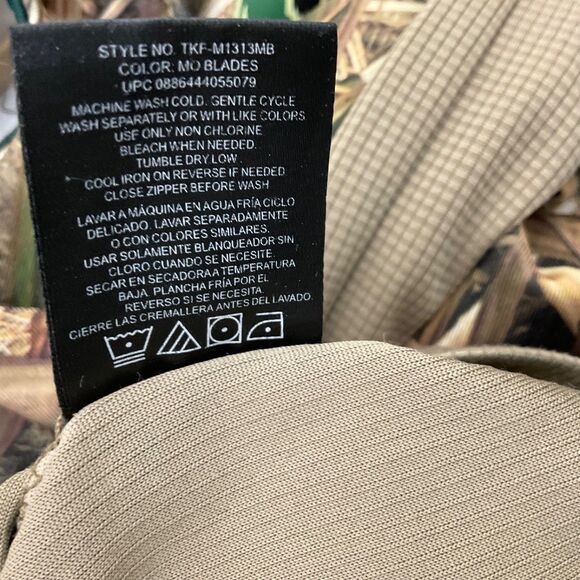 STYLE NO. TKF-M1313MB
COLOR: MO BLADES
UPC 0886444055079
MACHINE WASH COLD. GENTLE CYCLE
WASH SEPARATELY OR WITH LIKE COLORS
USE ONLY NON CHLORINE
BLEACH WHEN NEEDED.
TUMBLE DRY LOW.
COOL IRON ON REVERSE IF NEEDED
CLOSE ZIPPER BEFORE WASH
LAVAR A MÁQUINA EN AGUA FRÍA CICLO
DELICADO. LAVAR SEPARADAMENTE
O CON COLORES SIMILARES.
USAR SOLAMENTE BLANQUEADOR SIN
CLORO CUANDO SE NECESITE.
SECAR EN SECADORA A TEMPERATURA
BAJA. PLANCHA FRÍA POR EL
REVERSO SI SE NECESITE.
CIERRE LAS CREMALLERA ANTES DEL LAVADO.